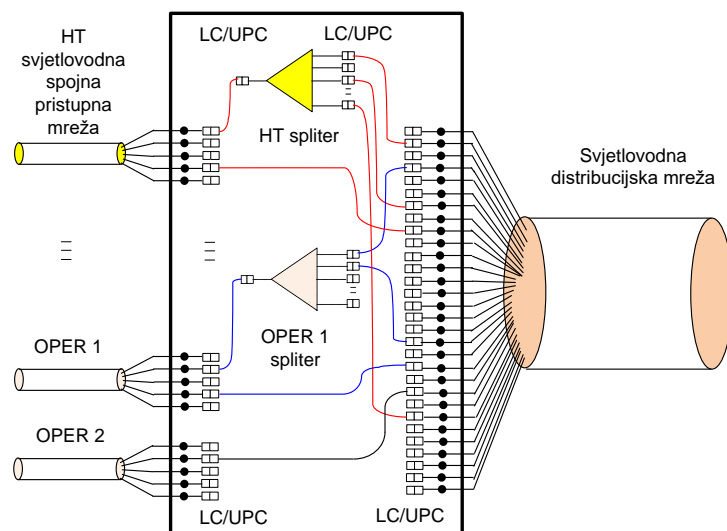 HT
svjetlovodna
spojna
pristupna
mreža
LC/UPC
LC/UPC
HT spliter
Svjetlovodna
distribucijska mreža
OPER 1
spliter
OPER 1
OPER 2
LC/UPC
LC/UPC